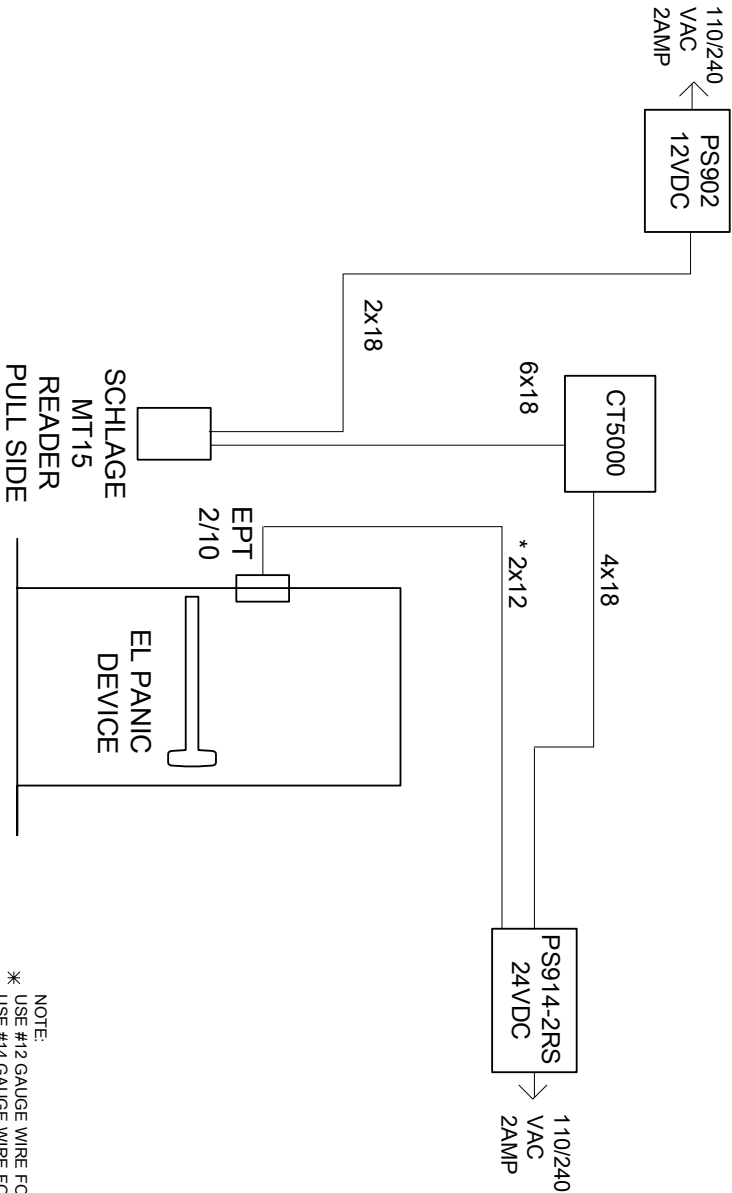 110/240
VAC
2AMP
PS902
12VDC
2x18
6x18
CT5000
4x18
SCHLAGE
MT15
READER
PULL SIDE
EPT
2/10
* 2x12
EL PANIC
DEVICE
PS914-2RS
24VDC
110/240
VAC
2AMP
NOTE:
* USE #12 GAUGE WIRE
USE #14 GAUGE WIRE